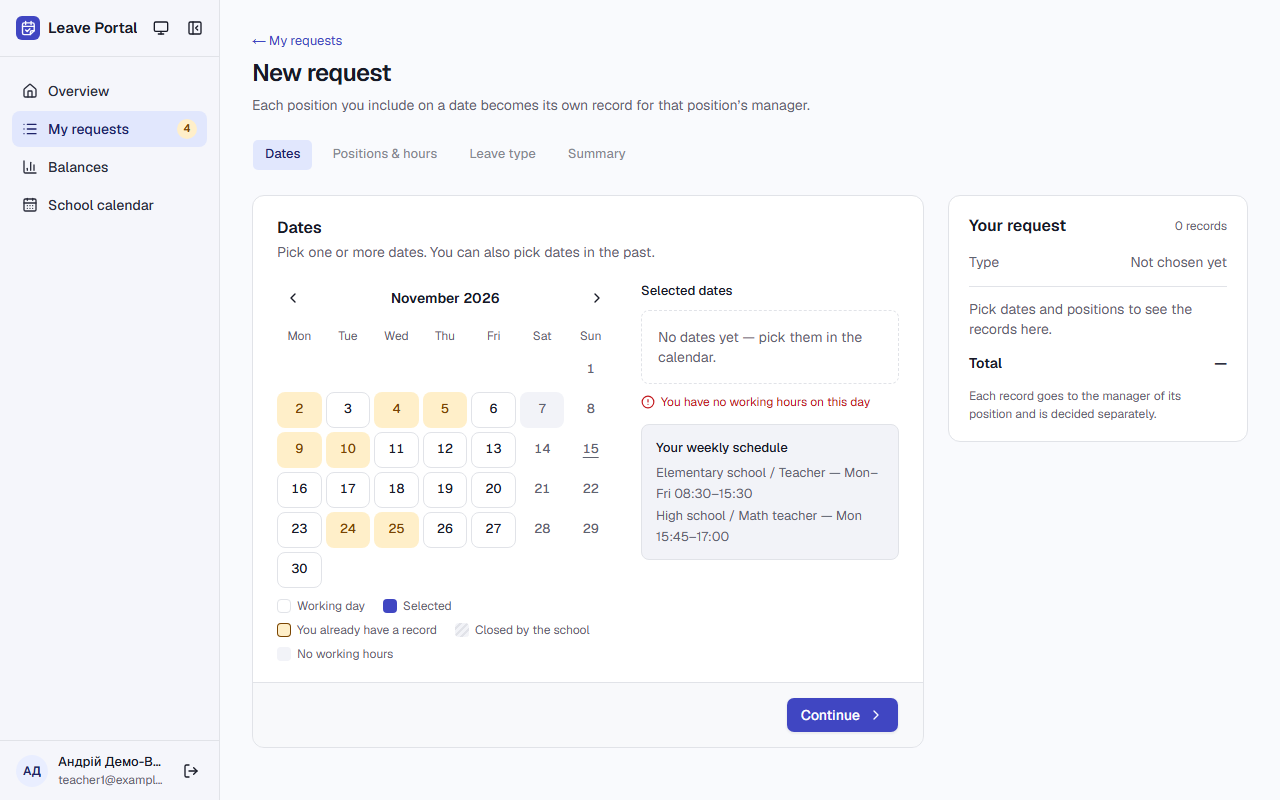 Leave Portal
Overview
My requests 4
Balances
School calendar
АД
Андрій Демо-В...
teacher1@exampl...
← My requests
New request
Each position you include on a date becomes its own record for that position's manager.
Dates Positions & hours Leave type Summary
Dates
Pick one or more dates. You can also pick dates in the past.
November 2026
Mon Tue Wed Thu Fri Sat Sun
1
2 3 4 5 6 7 8
9 10 11 12 13 14 15
16 17 18 19 20 21 22
23 24 25 26 27 28 29
30
Working day Selected
You already have a record Closed by the school
No working hours
Selected dates
No dates yet — pick them in the
calendar.
You have no working hours on this day
Your weekly schedule
Elementary school / Teacher — Mon–
Fri 08:30–15:30
High school / Math teacher — Mon
15:45–17:00
Continue
Your request 0 records
Type Not chosen yet
Pick dates and positions to see the
records here.
Total —
Each record goes to the manager of its
position and is decided separately.